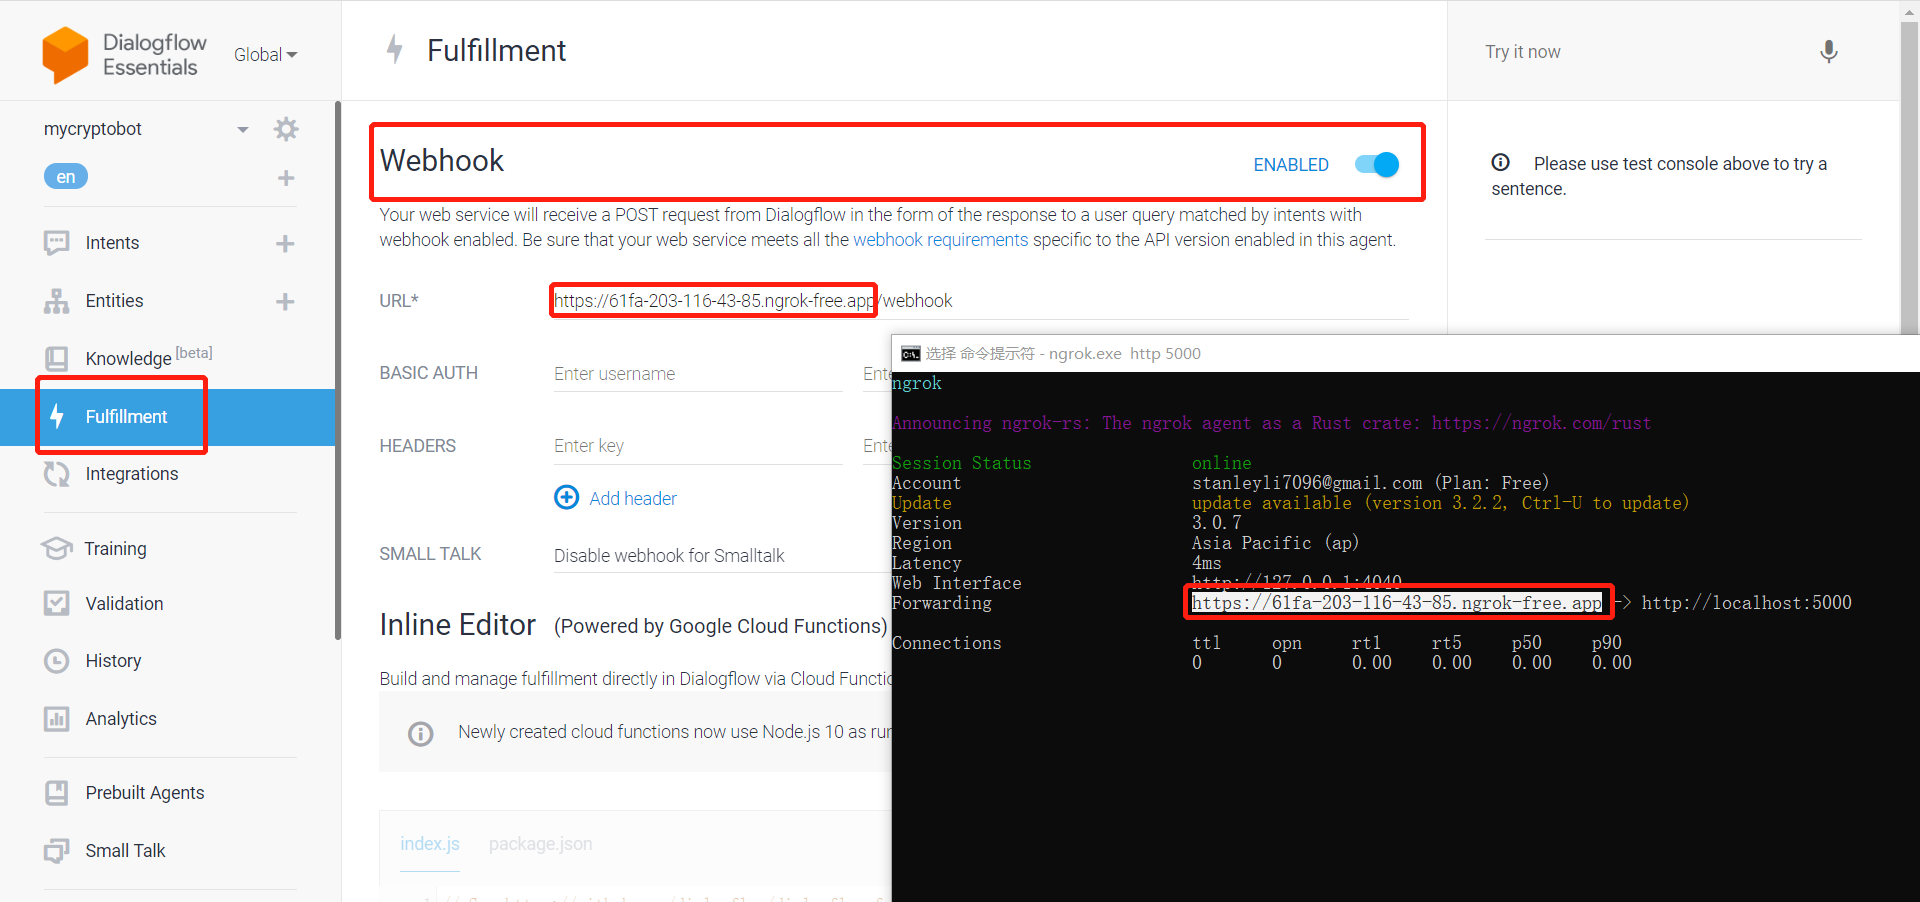 Dialogflow
Essentials
Global
Fulfillment
Try it now
mycryptobot
en
Intents
Entities
Knowledge [beta]
Fulfillment
Integrations
Training
Validation
History
Analytics
Prebuilt Agents
Small Talk
Webhook
ENABLED
Your web service will receive a POST request from Dialogflow in the form of the response to a user query matched by intents with
webhook enabled. Be sure that your web service meets all the webhook requirements specific to the API version enabled in this agent.
URL* https://61fa-203-116-43-85.ngrok-free.app/webhook
BASIC AUTH Enter username
HEADERS Enter key
Add header
SMALL TALK Disable webhook for Smalltalk
Inline Editor (Powered by Google Cloud Functions)
Build and manage fulfillment directly in Dialogflow via Cloud
Newly created cloud functions now use Node.js 10 as
index.js package.json
Please use test console above to try a
sentence.
选择 命令提示符 - ngrok.exe http 5000
ngrok
Announcing ngrok-rs: The ngrok agent as a Rust crate: https://ngrok.com/rust
Session Status online
Account stanleyli7096@gmail.com (Plan: Free)
Update update available (version 3.2.2, Ctrl-U to update)
Version 3.0.7
Region Asia Pacific (ap)
Latency 4ms
Web Interface http://127.0.0.1:4040
Forwarding https://61fa-203-116-43-85.ngrok-free.app -> http://localhost:5000
Connections ttl opn rt1 rt5 p50 p90
0 0 0.00 0.00 0.00 0.00